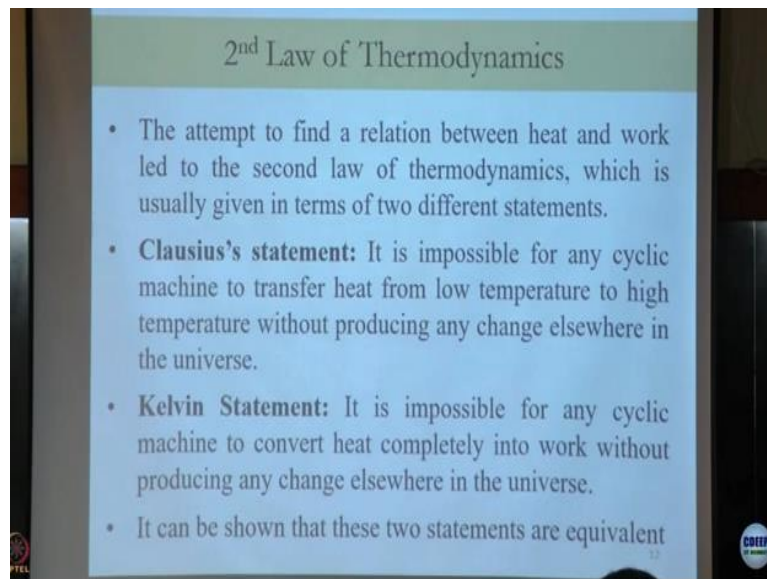 2nd Law of Thermodynamics
• The attempt to find a relation between heat and work
led to the second law of thermodynamics, which is
usually given in terms of two different statements.
• Clausius's statement: It is impossible for any cyclic
machine to transfer heat from low temperature to high
temperature without producing any change elsewhere in
the universe.
• Kelvin Statement: It is impossible for any cyclic
machine to convert heat completely into work without
producing any change elsewhere in the universe.
• It can be shown that these two statements are equivalent
PTEL
CDEEP